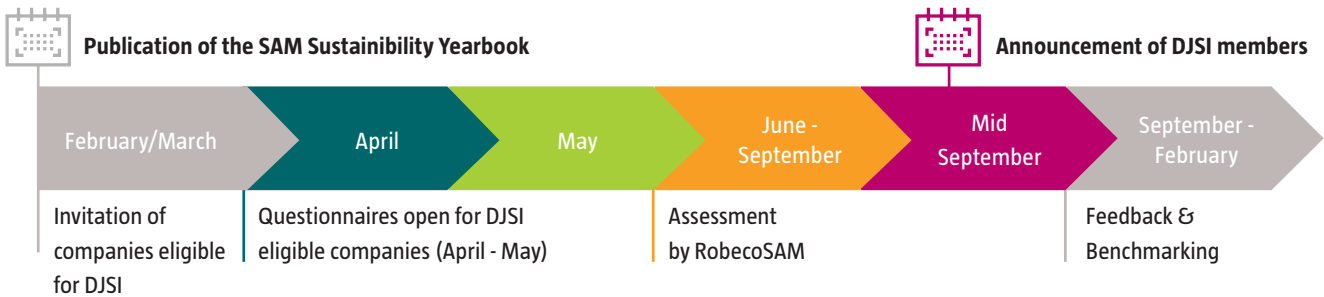 Publication of the SAM Sustainibility Yearbook
Announcement of DJSI members
February/March
April
May
June -
September
Mid
September
September -
February
Invitation of
companies eligible
for DJSI
Questionnaires open for DJSI
eligible companies (April - May)
Assessment
by RobecoSAM
Feedback &
Benchmarking